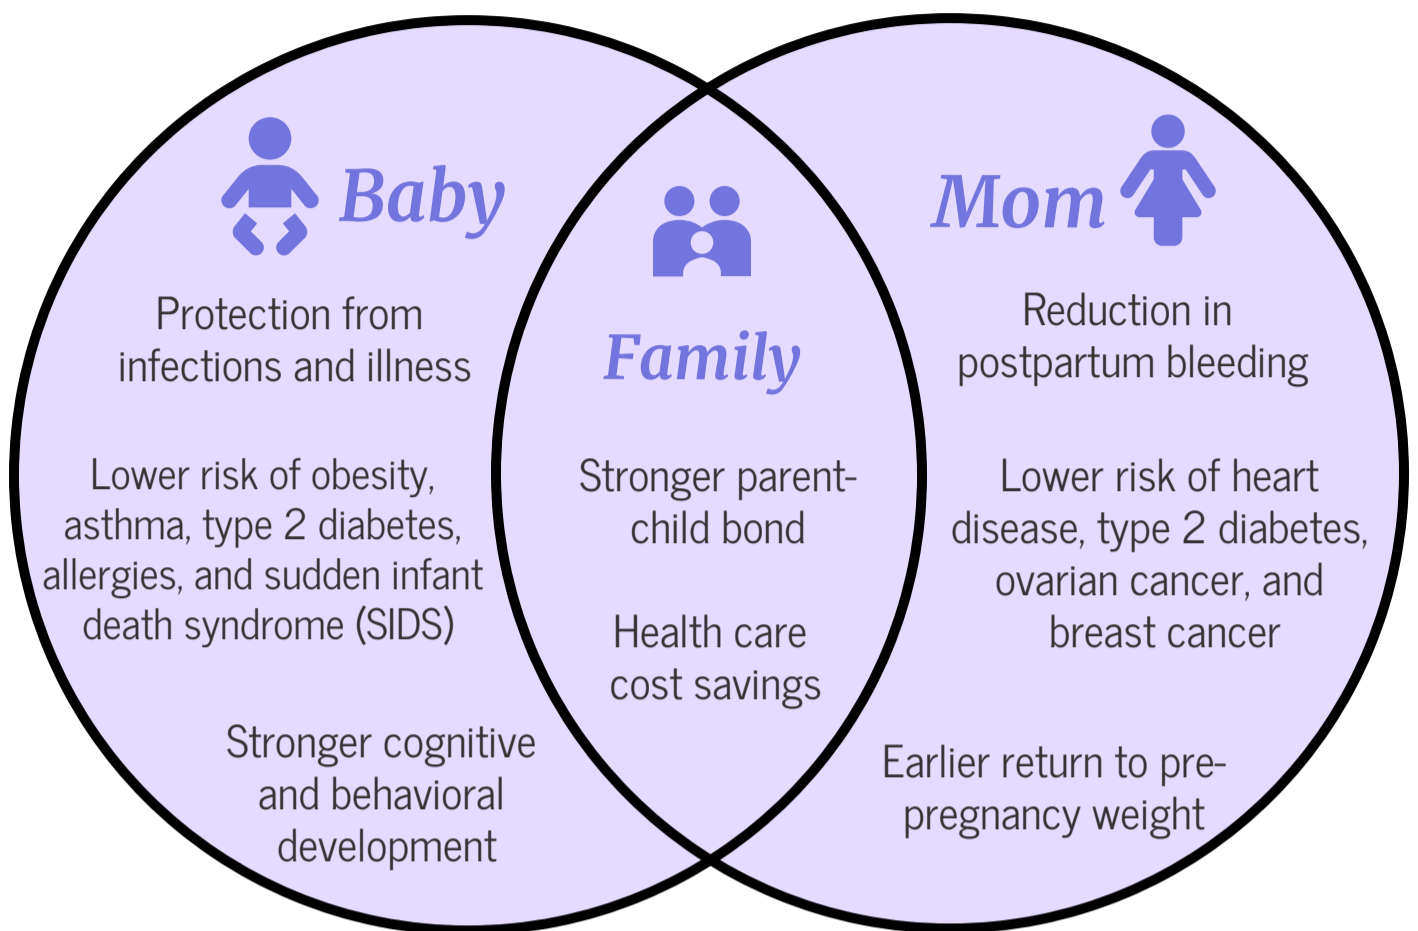 Baby
Protection from
infections and illness
Lower risk of obesity,
asthma, type 2 diabetes,
allergies, and sudden infant
death syndrome (SIDS)
Stronger cognitive
and behavioral
development
Family
Stronger parent-
child bond
Health care
cost savings
Mom
Reduction in
postpartum bleeding
Lower risk of heart
disease, type 2 diabetes,
ovarian cancer, and
breast cancer
Earlier return to pre-
pregnancy weight